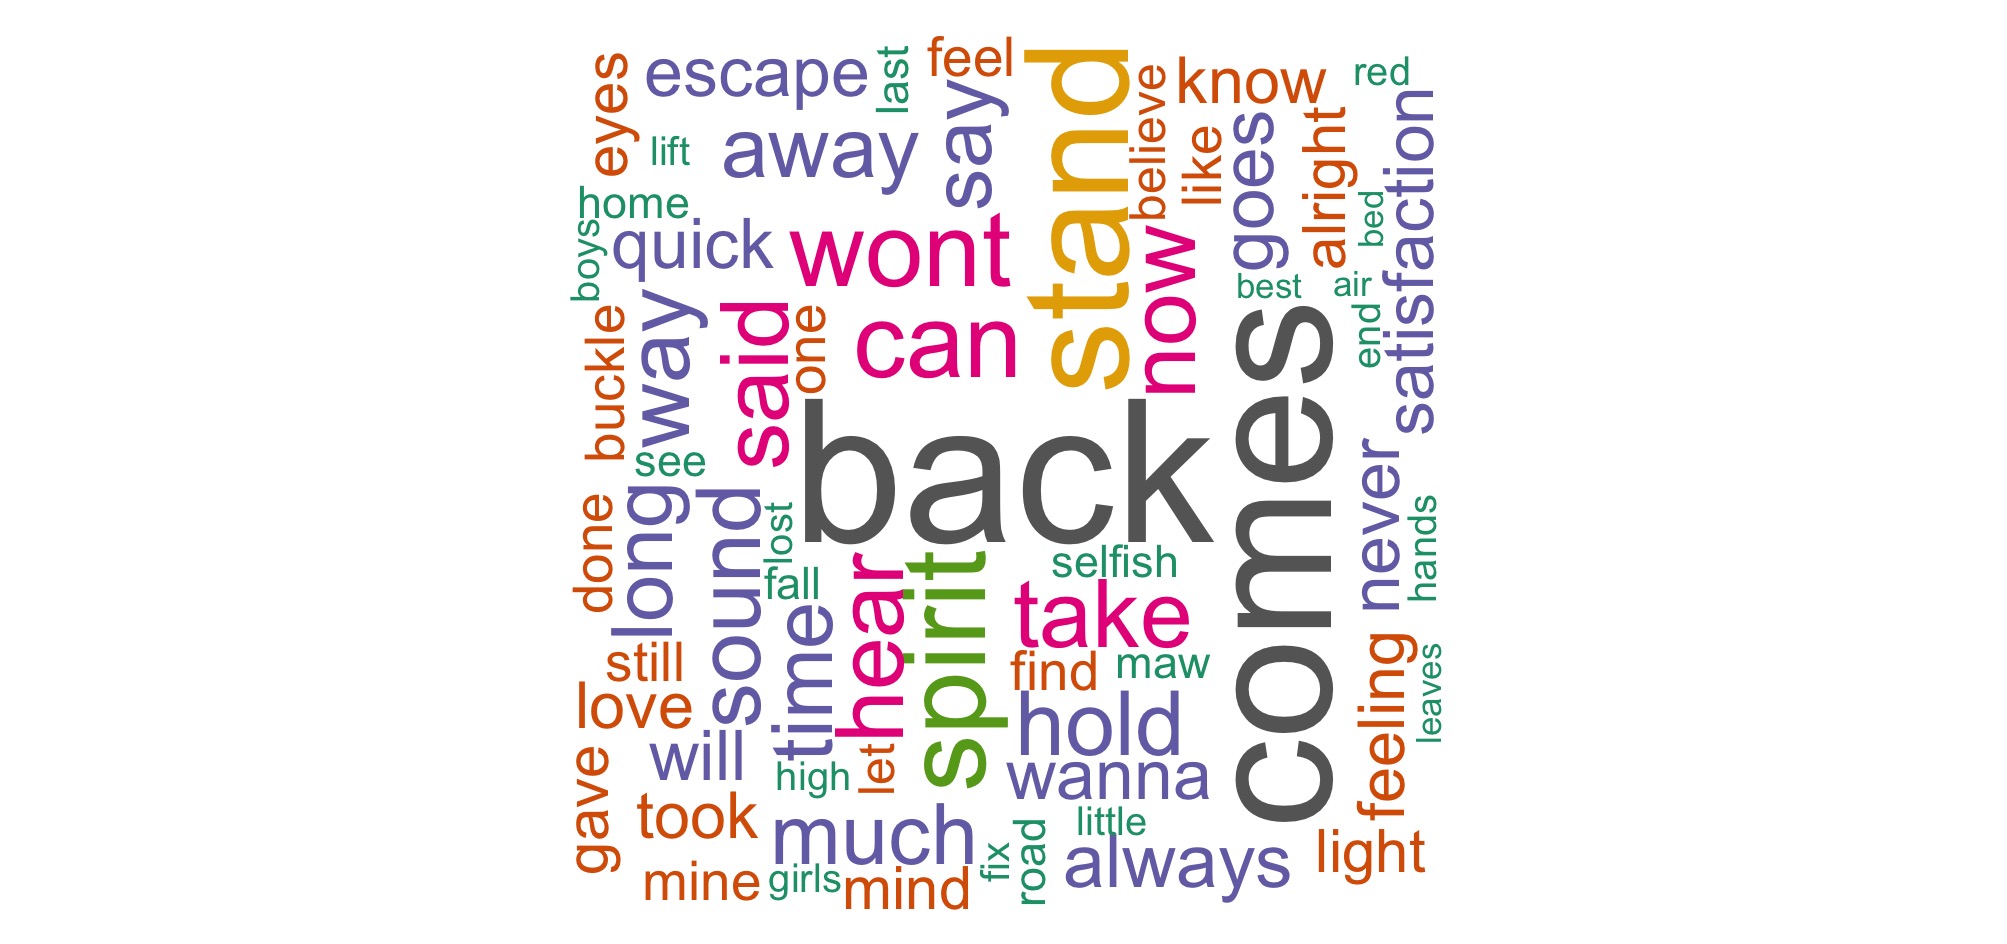 eyes
escape
last
feel
say
stand
believe
know
red
like
goes
alright
satisfaction
lift
away
home
boys
quick
wont
now
bed
best
air
end
buckle
way
said
one
can
back
comes
see
never
done
long
sound
lost
fall
time
hear
spirit
selfish
take
hands
still
find
maw
feeling
leaves
love
hold
will
high
let
wanna
gave
took
much
little
fix
road
always
light
mine
girls
mind